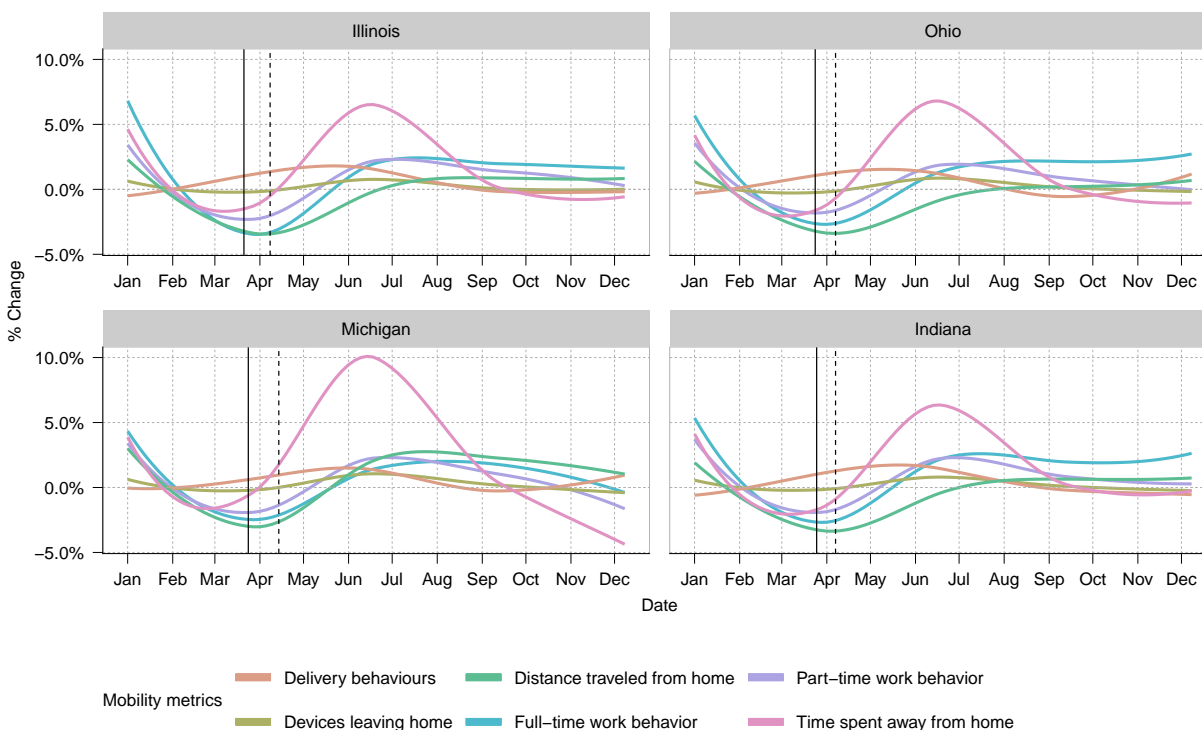 Illinois
Ohio
10.0%
5.0%
0.0%
−5.0%
Jan Feb Mar Apr May Jun Jul Aug Sep Oct Nov Dec
Jan Feb Mar Apr May Jun Jul Aug Sep Oct Nov Dec
Michigan
Indiana
10.0%
5.0%
0.0%
−5.0%
Jan Feb Mar Apr May Jun Jul Aug Sep Oct Nov Dec
Jan Feb Mar Apr May Jun Jul Aug Sep Oct Nov Dec
% Change
Date
Mobility metrics
Delivery behaviours
Distance traveled from home
Part−time work behavior
Devices leaving home
Full−time work behavior
Time spent away from home